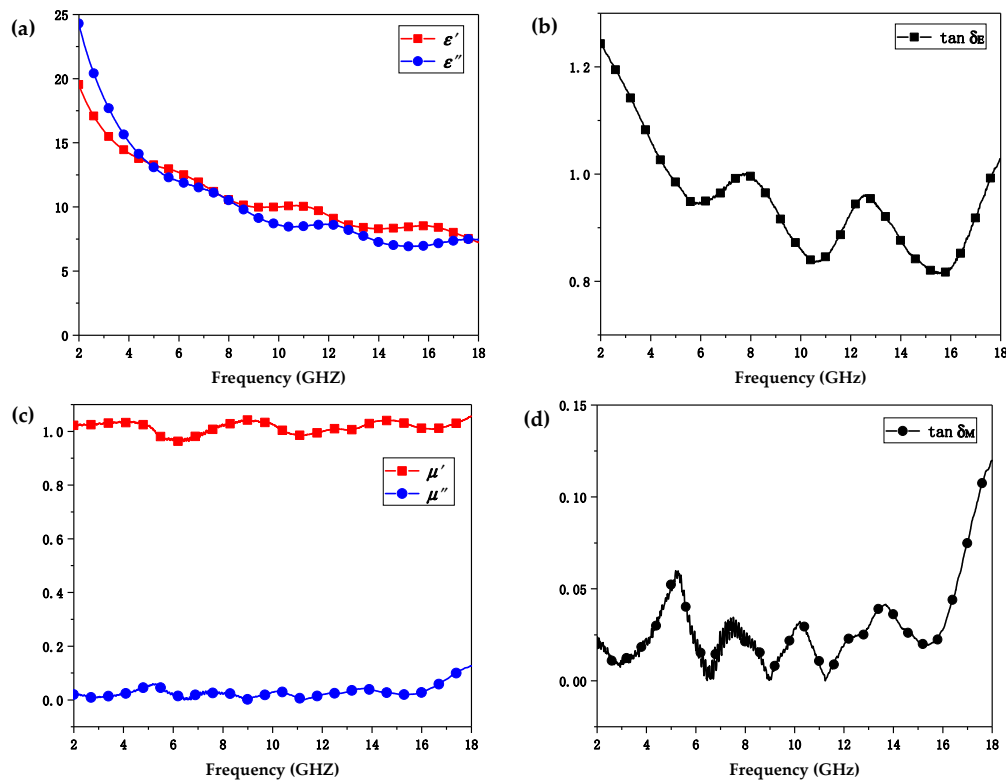 (a)
25
20
15
10
5
0
ε′
ε″
2 4 6 8 10 12 14 16 18
Frequency (GHZ)
(b)
1.2
1.0
0.8
tan δE
2 4 6 8 10 12 14 16 18
Frequency (GHz)
(c)
1.0
0.8
0.6
0.4
0.2
0.0
μ′
μ″
2 4 6 8 10 12 14 16 18
Frequency (GHZ)
(d)
0.15
0.10
0.05
0.00
tan δM
2 4 6 8 10 12 14 16 18
Frequency (GHz)